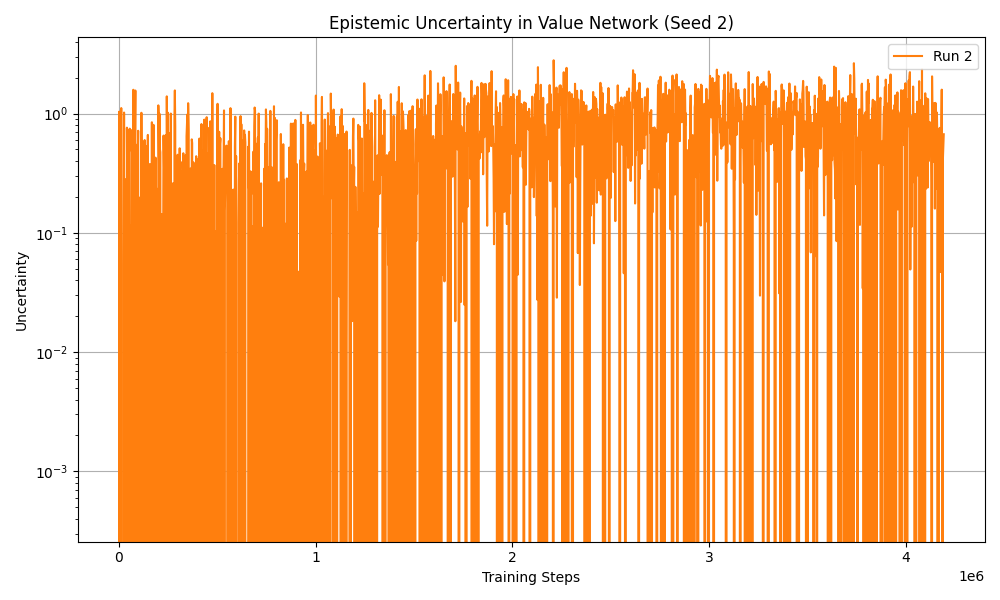 Epistemic Uncertainty in Value Network (Seed 2)
Run 2
Uncertainty
10^0
10^-1
10^-2
10^-3
0 1 2 3 4
1e6
Training Steps